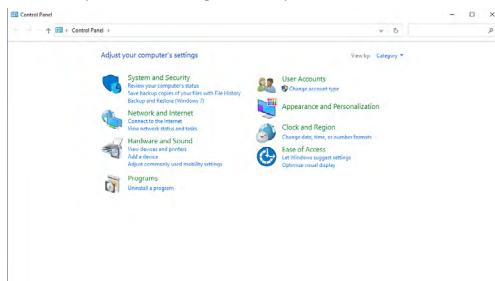 Control Panel
Control Panel
Adjust your computer's settings
View by: Category
System and Security
Review your computer's status
Save backup copies of your files with File History
Backup and Restore (Windows 7)
Network and Internet
Connect to the Internet
View network status and tasks
Hardware and Sound
View devices and printers
Add a device
Adjust commonly used mobility settings
Programs
Uninstall a program
User Accounts
Change account type
Appearance and Personalization
Clock and Region
Change date, time, or number formats
Ease of Access
Let Windows suggest settings
Optimize visual display